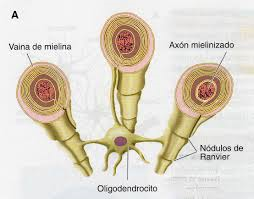 A
Vaina de mielina
Axón mielinizado
Nódulos de
Ranvier
Oligodendrocito